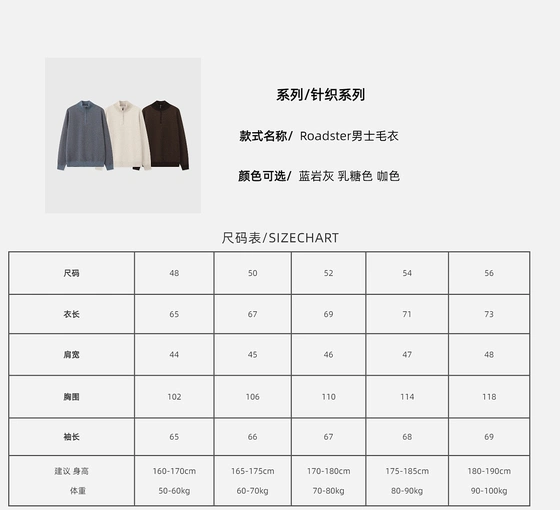 系列/针织系列
款式名称/ Roadster男士毛衣
颜色可选/ 蓝岩灰 乳糖色 咖色
尺码表/SIZECHART
尺码 48 50 52 54 56
衣长 65 67 69 71 73
肩宽 44 45 46 47 48
胸围 102 106 110 114 118
袖长 65 66 67 68 69
建议 身高 160-170cm 165-175cm 170-180cm 175-185cm 180-190cm
体重 50-60kg 60-70kg 70-80kg 80-90kg 90-100kg